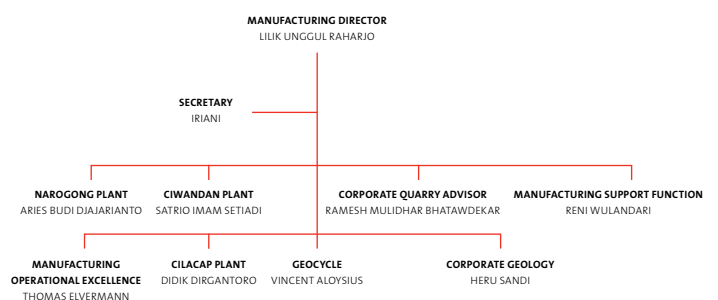 MANUFACTURING DIRECTOR
LILIK UNGGUL RAHARJO
SECRETARY
IRIANI
NAROGONG PLANT
ARIES BUDI DJAJARIANTO
CIWANDAN PLANT
SATRIO IMAM SETIADI
CORPORATE QUARRY ADVISOR
RAMESH MULIDHAR BHATAWDEKAR
MANUFACTURING SUPPORT FUNCTION
RENI WULANDARI
MANUFACTURING
OPERATIONAL EXCELLENCE
THOMAS ELVERMANN
CILACAP PLANT
DIDIK DIRGANTORO
GEOCYCLE
VINCENT ALOYSIUS
CORPORATE GEOLOGY
HERU SANDI